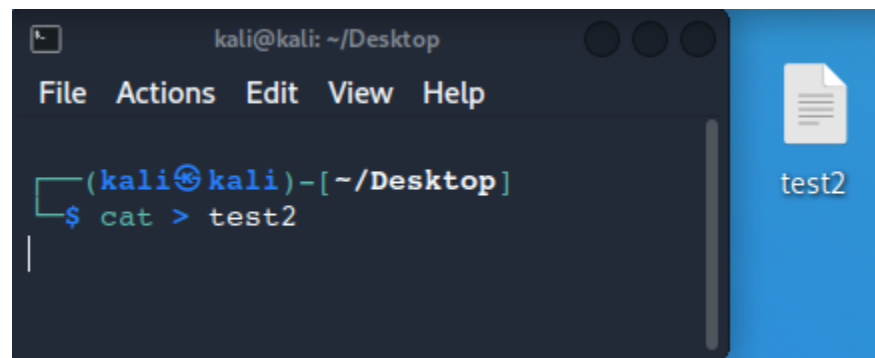 kali@kali: ~/Desktop
File Actions Edit View Help
┌──(kali㉿kali)-[~/Desktop]
└─$ cat > test2
test2